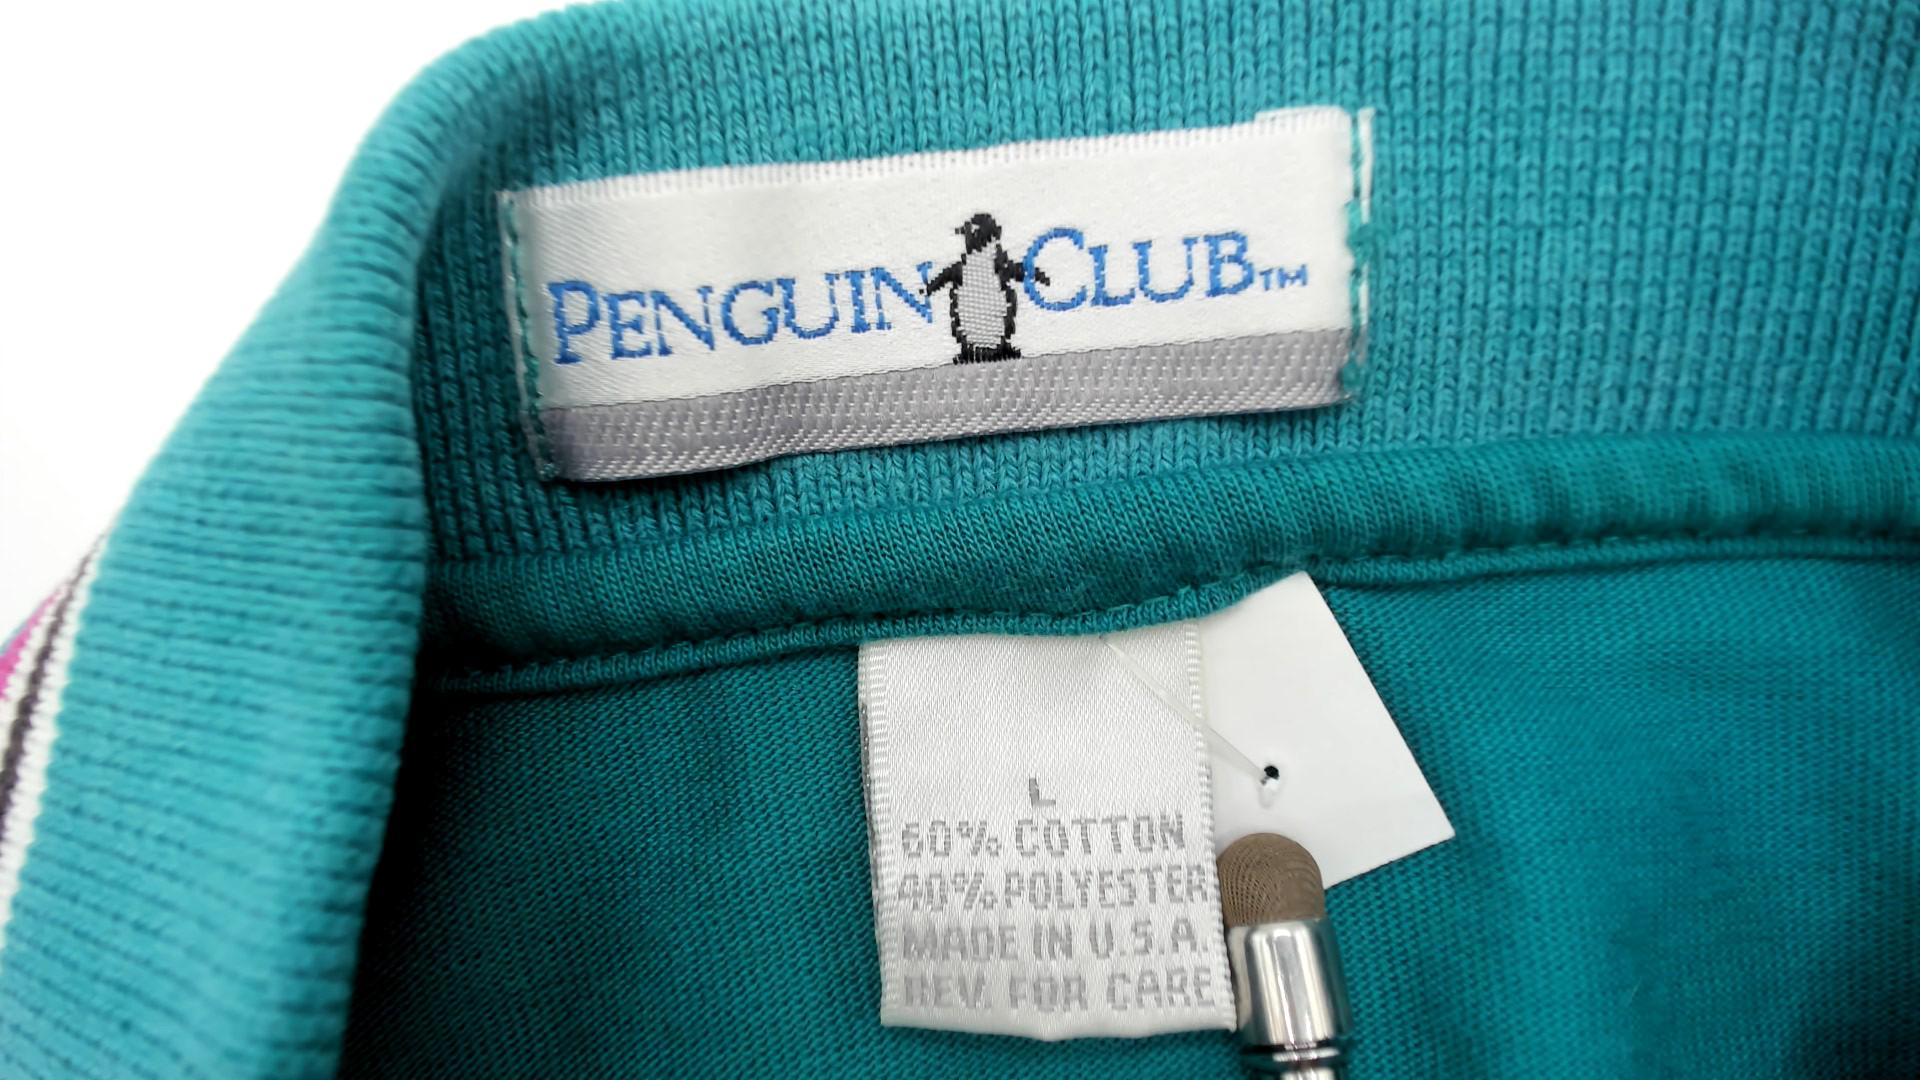 PENGUIN CLUB™
L
60% COTTON
40% POLYESTER
MADE IN U.S.A.
REV. FOR CARE